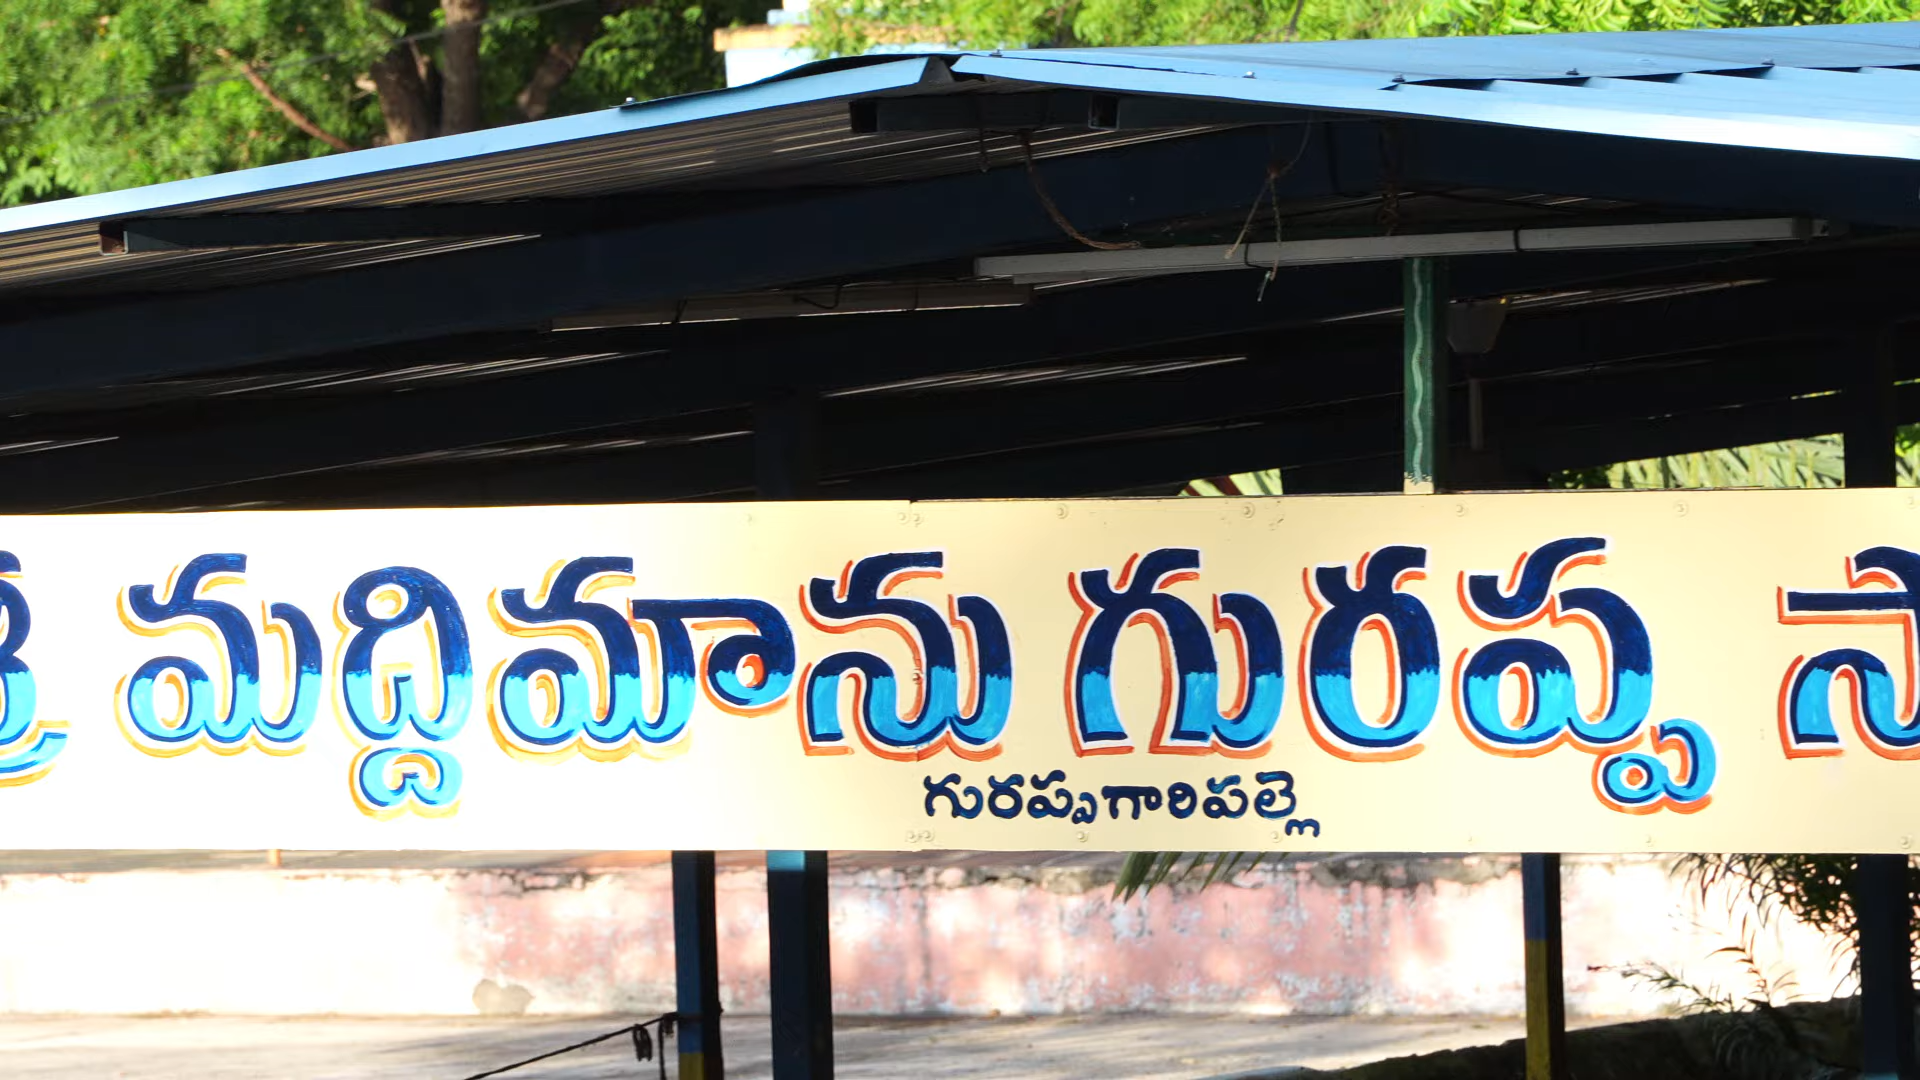 శ్రీ మద్దిమాను గురప్ప స్వా
గురప్పగారిపల్లె